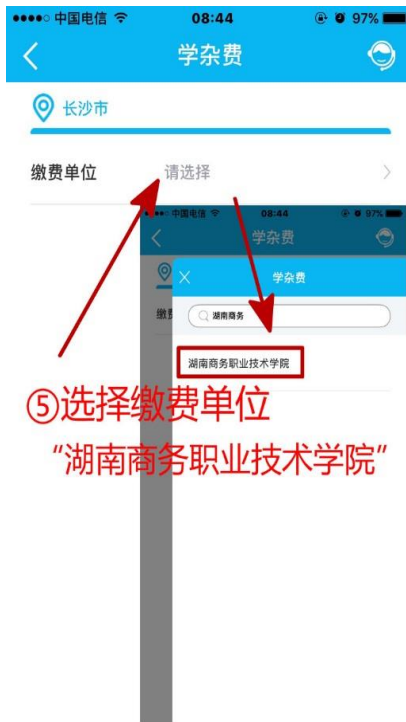 中国电信 08:44 97%
学杂费
长沙市
缴费单位 请选择
中国电信 08:44 97%
学杂费
学杂费
缴费
湖南商务
湖南商务职业技术学院
⑤选择缴费单位
“湖南商务职业技术学院”